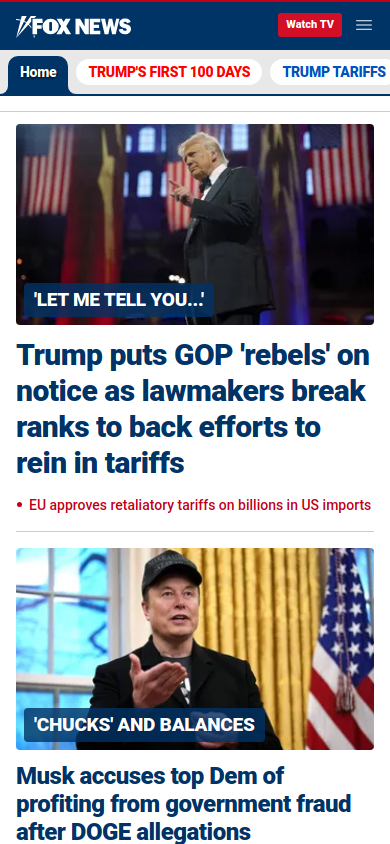 FOX NEWS
Watch TV
Home
TRUMP'S FIRST 100 DAYS
TRUMP TARIFFS
'LET ME TELL YOU...'
Trump puts GOP 'rebels' on
notice as lawmakers break
ranks to back efforts to
rein in tariffs
• EU approves retaliatory tariffs on billions in US imports
'CHUCKS' AND BALANCES
Musk accuses top Dem of
profiting from government fraud
after DOGE allegations